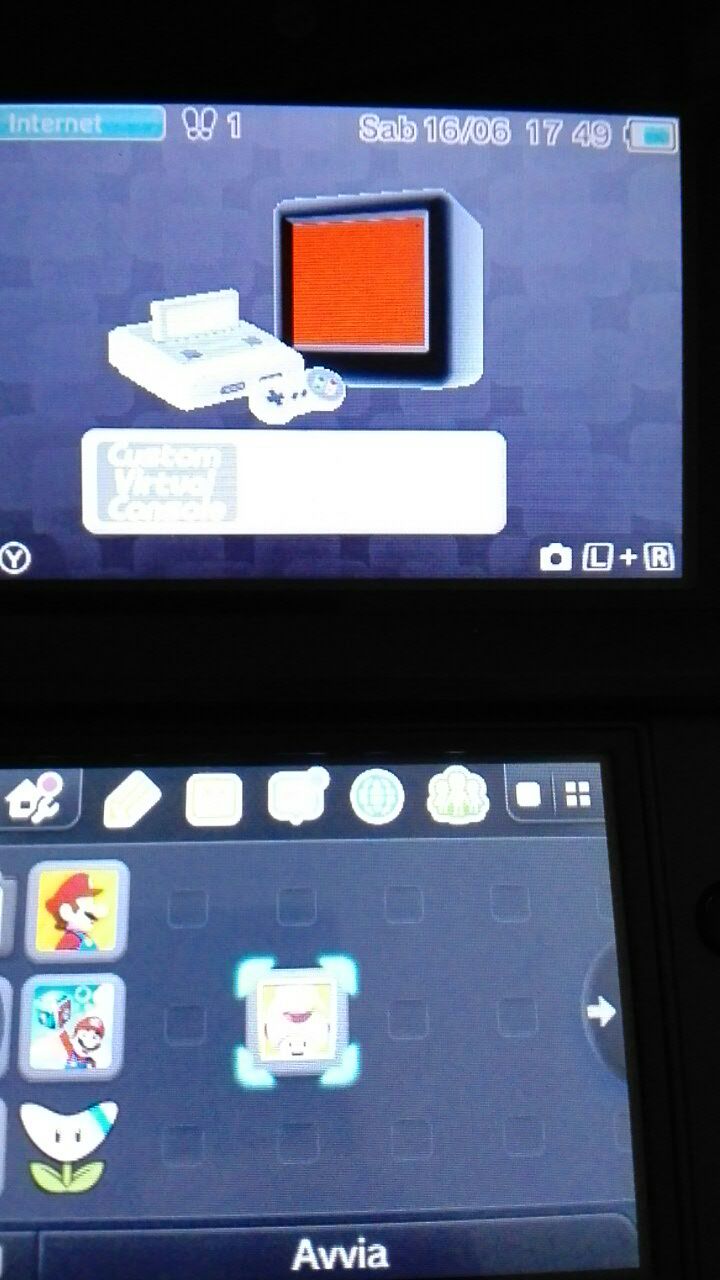 Internet
1
Sab 16/06 17 49
Custom
Virtual
Console
Y
L + R
Avvia